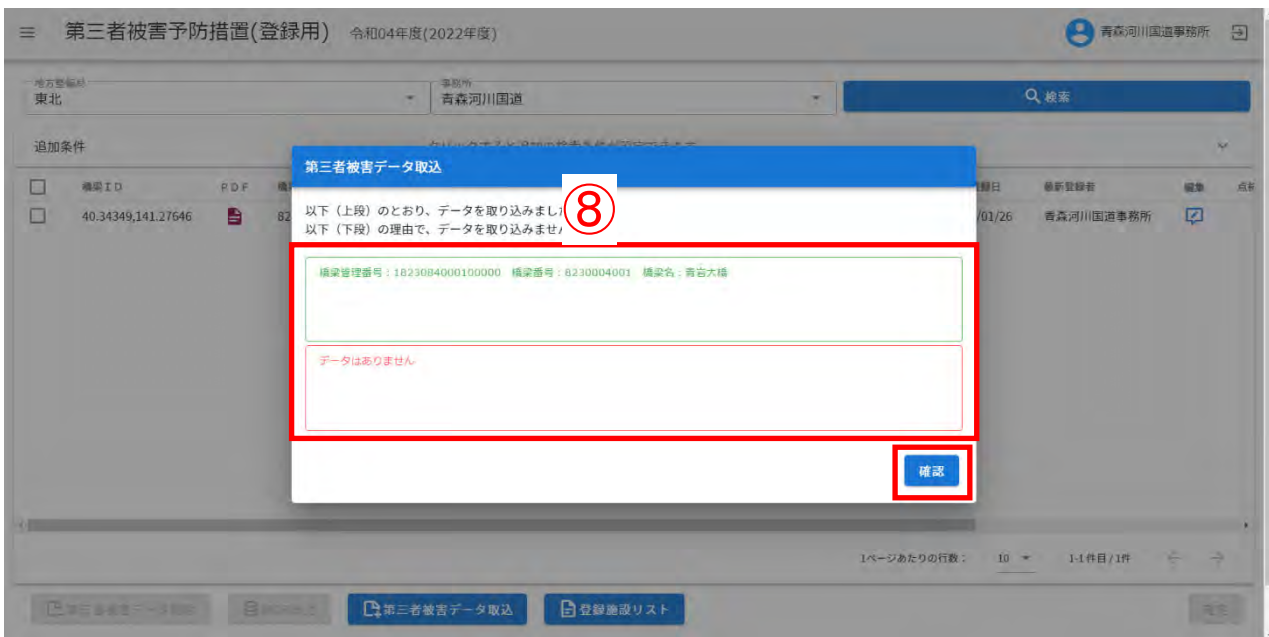 第三者被害予防措置(登録用) 令和04年度(2022年度)
青森河川国道事務所
地方整備局
東北
事務所
青森河川国道
検索
追加条件
橋梁ID PDF
登録日 最新登録者 編集 点検
40.34349,141.27646 82
/01/26 青森河川国道事務所
第三者被害データ取込
以下（上段）のとおり、データを取り込みました
以下（下段）の理由で、データを取り込みません
⑧
橋梁管理番号：1823084000100000 橋梁番号：8230004001 橋梁名：青岩大橋
データはありません
確認
1ページあたりの行数： 10 1-1件目/1件
第三者被害データ取込
登録施設リスト